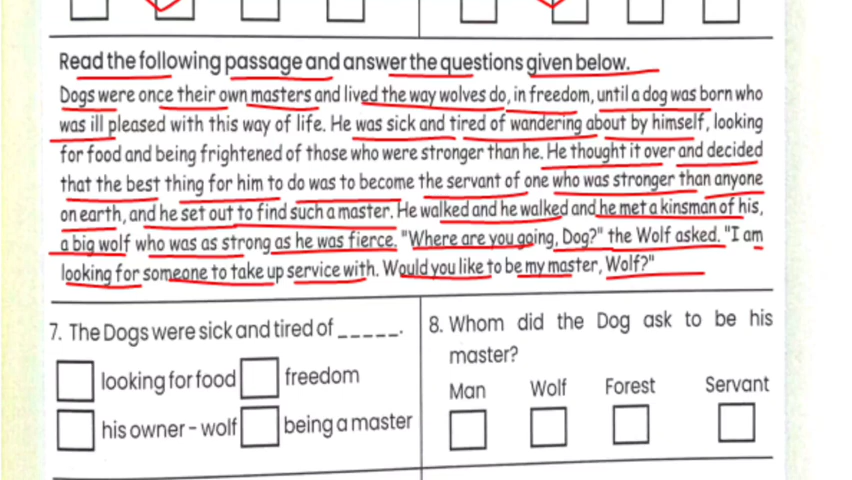 Read the following passage and answer the questions given below.
Dogs were once their own masters and lived the way wolves do, in freedom, until a dog was born who
was ill pleased with this way of life. He was sick and tired of wandering about by himself, looking
for food and being frightened of those who were stronger than he. He thought it over and decided
that the best thing for him to do was to become the servant of one who was stronger than anyone
on earth, and he set out to find such a master. He walked and he walked and he met a kinsman of his,
a big wolf who was as strong as he was fierce. "Where are you going, Dog?" the Wolf asked. "I am
looking for someone to take up service with. Would you like to be my master, Wolf?"
7. The Dogs were sick and tired of _____.
looking for food
freedom
his owner – wolf
being a master
8. Whom did the Dog ask to be his
master?
Man Wolf Forest Servant